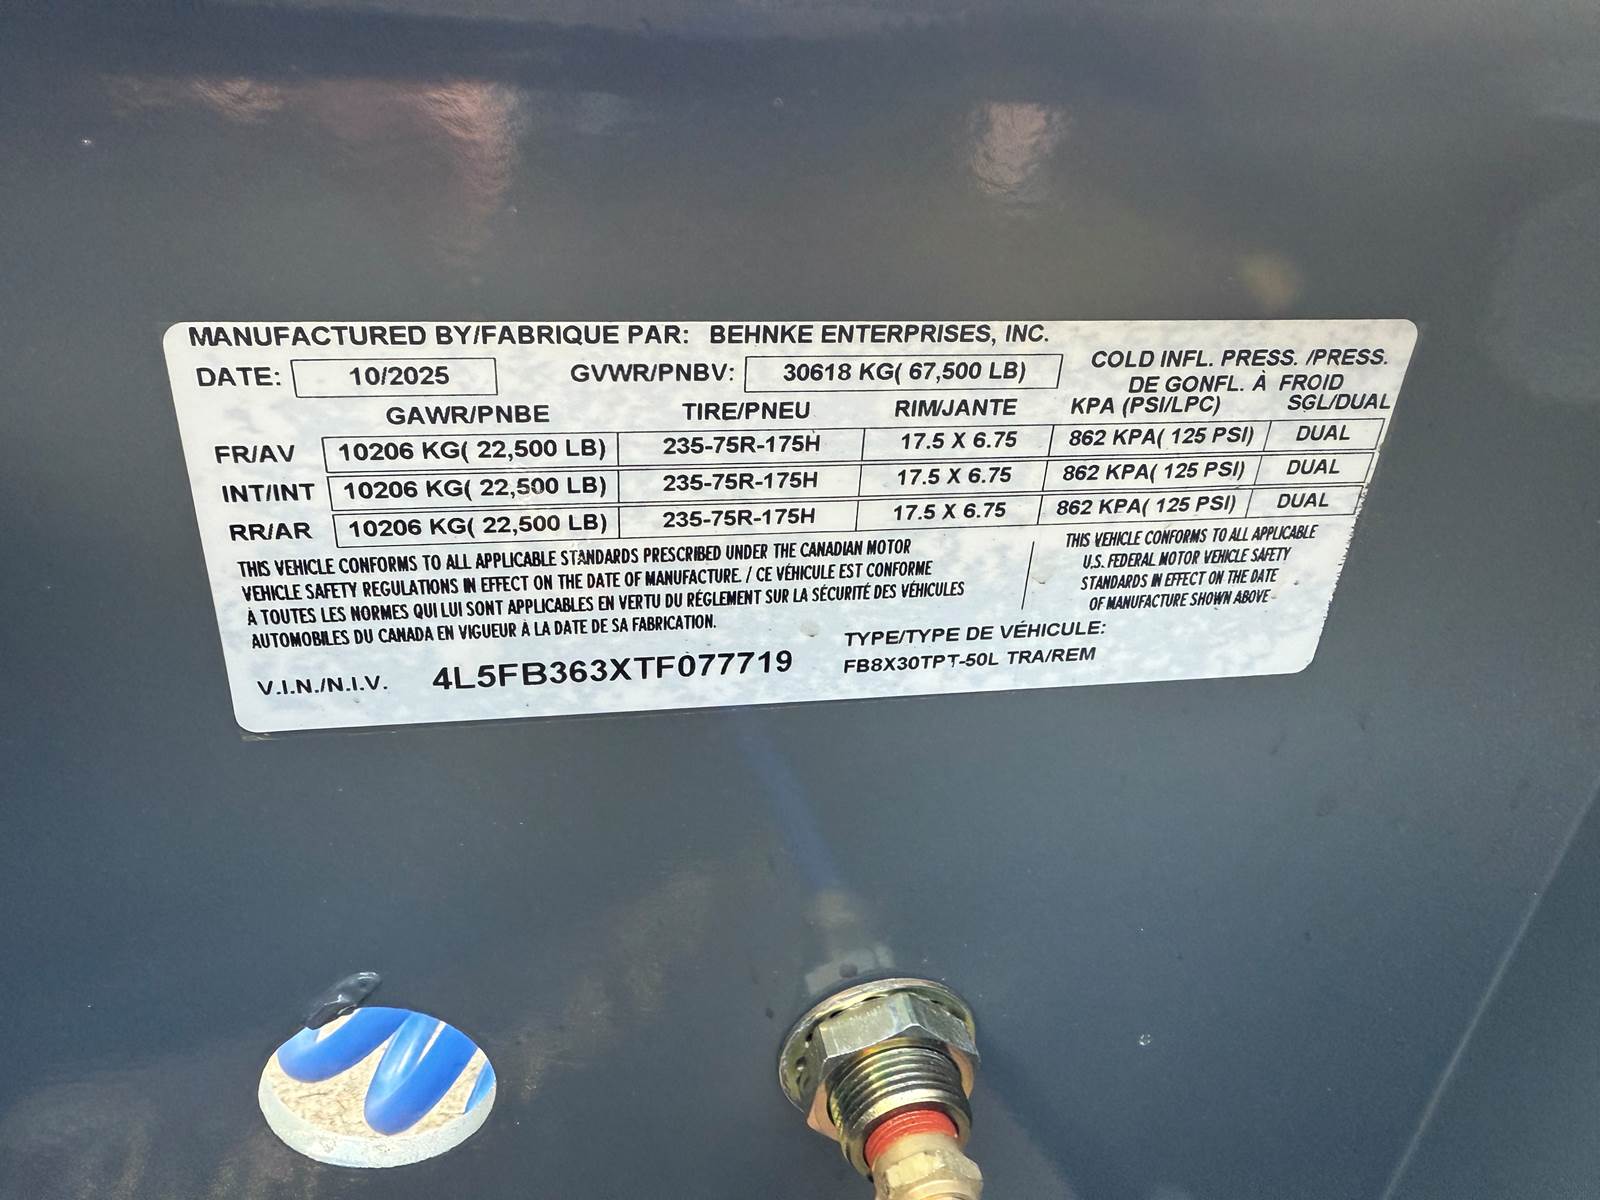 MANUFACTURED BY/FABRIQUE PAR: BEHNKE ENTERPRISES, INC.
DATE: 10/2025 GVWR/PNBV: 30618 KG( 67,500 LB)
COLD INFL. PRESS. /PRESS.
DE GONFL. À FROID
GAWR/PNBE TIRE/PNEU RIM/JANTE KPA (PSI/LPC) SGL/DUAL
FR/AV 10206 KG( 22,500 LB) 235-75R-175H 17.5 X 6.75 862 KPA( 125 PSI) DUAL
INT/INT 10206 KG( 22,500 LB) 235-75R-175H 17.5 X 6.75 862 KPA( 125 PSI) DUAL
RR/AR 10206 KG( 22,500 LB) 235-75R-175H 17.5 X 6.75 862 KPA( 125 PSI) DUAL
THIS VEHICLE CONFORMS TO ALL APPLICABLE STANDARDS PRESCRIBED UNDER THE CANADIAN MOTOR
VEHICLE SAFETY REGULATIONS IN EFFECT ON THE DATE OF MANUFACTURE. / CE VÉHICULE EST CONFORME
À TOUTES LES NORMES QUI LUI SONT APPLICABLES EN VERTU DU RÉGLEMENT SUR LA SÉCURITÉ DES VÉHICULES
AUTOMOBILES DU CANADA EN VIGUEUR À LA DATE DE SA FABRICATION.
THIS VEHICLE CONFORMS TO ALL APPLICABLE
U.S. FEDERAL MOTOR VEHICLE SAFETY
STANDARDS IN EFFECT ON THE DATE
OF MANUFACTURE SHOWN ABOVE
V.I.N./N.I.V. 4L5FB363XTF077719
TYPE/TYPE DE VÉHICULE:
FB8X30TPT-50L TRA/REM